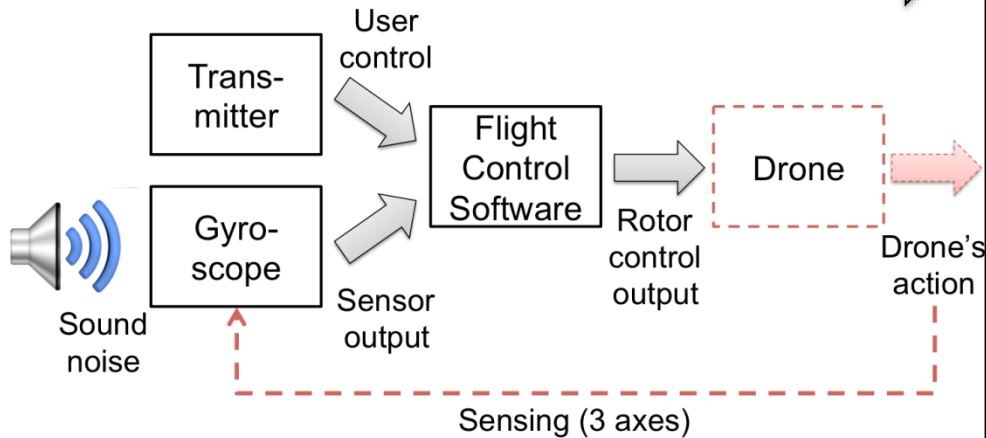 User
control
Trans-
mitter
Flight
Control
Software
Drone
Gyro-
scope
Rotor
control
output
Drone's
action
Sound
noise
Sensor
output
Sensing (3 axes)